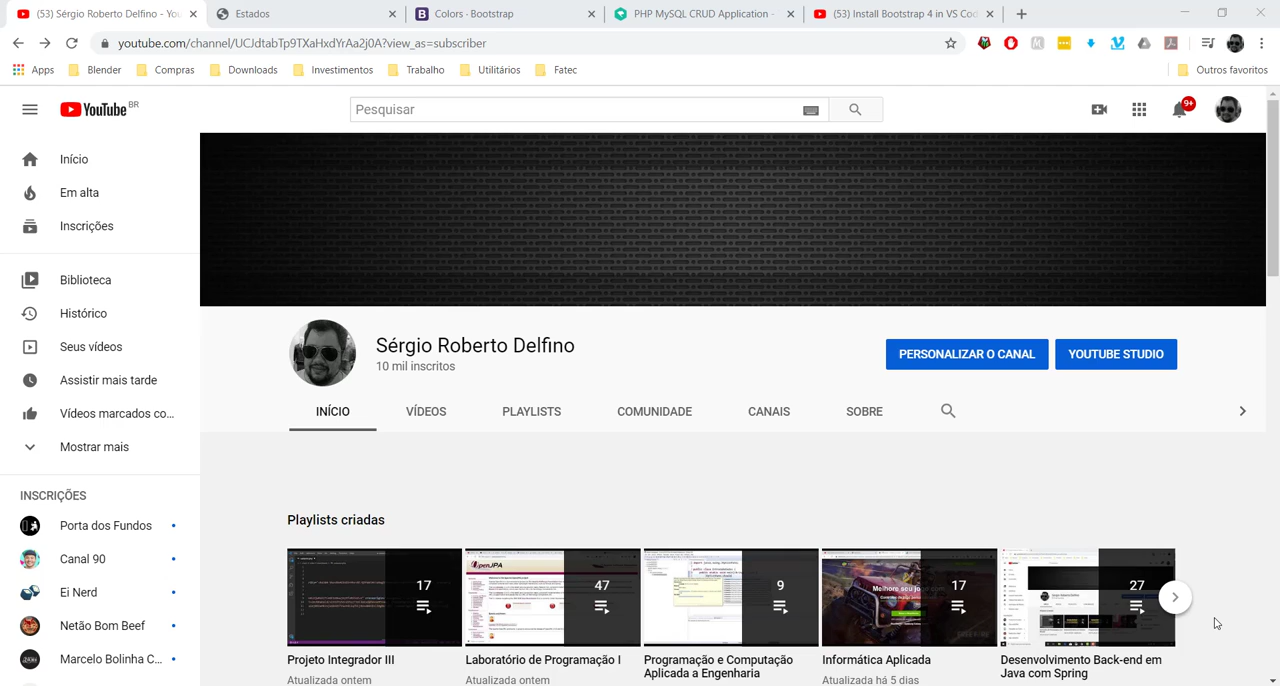 (53) Sérgio Roberto Delfino - You
Estados
Colors · Bootstrap
PHP MySQL CRUD Application -
(53) Install Bootstrap 4 in VS Cod
youtube.com/channel/UCJdtabTp9TXaHxdYrAa2j0A?view_as=subscriber
Apps
Blender
Compras
Downloads
Investimentos
Trabalho
Utilitários
Fatec
Outros favoritos
YouTube BR
Pesquisar
9+
Início
Em alta
Inscrições
Biblioteca
Histórico
Seus vídeos
Assistir mais tarde
Vídeos marcados co...
Mostrar mais
INSCRIÇÕES
Porta dos Fundos
Canal 90
Ei Nerd
Netão Bom Beef
Marcelo Bolinha C...
Sérgio Roberto Delfino
10 mil inscritos
PERSONALIZAR O CANAL
YOUTUBE STUDIO
INÍCIO
VÍDEOS
PLAYLISTS
COMUNIDADE
CANAIS
SOBRE
Playlists criadas
17
47
9
17
27
Projeto Integrador III
Atualizada ontem
Laboratório de Programação I
Atualizada ontem
Programação e Computação
Aplicada a Engenharia
Informática Aplicada
Atualizada há 5 dias
Desenvolvimento Back-end em
Java com Spring